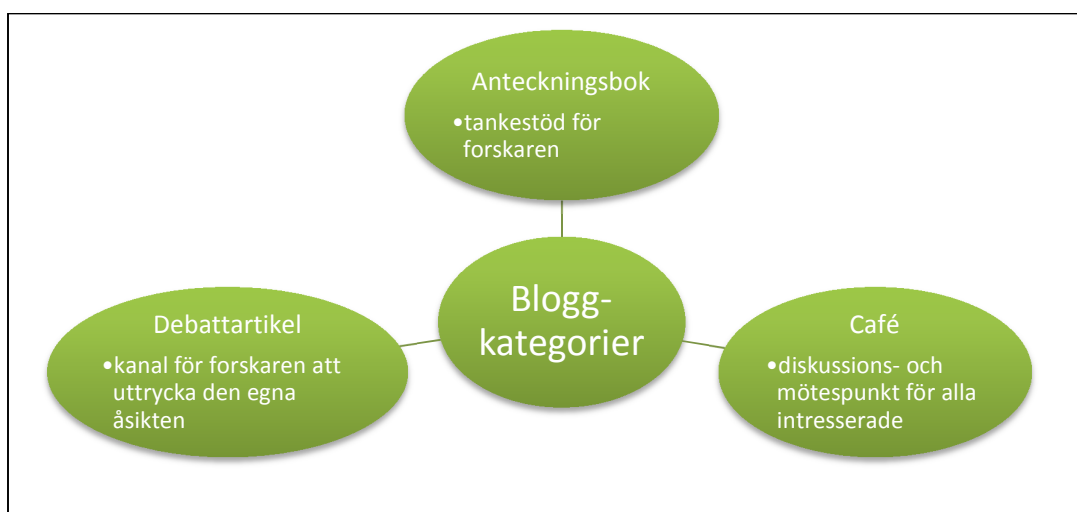 Anteckningsbok
•tankestöd för
forskaren
Blogg-
kategorier
Debattartikel
•kanal för forskaren att
uttrycka den egna
åsikten
Café
•diskussions- och
mötespunkt för alla
intresserade